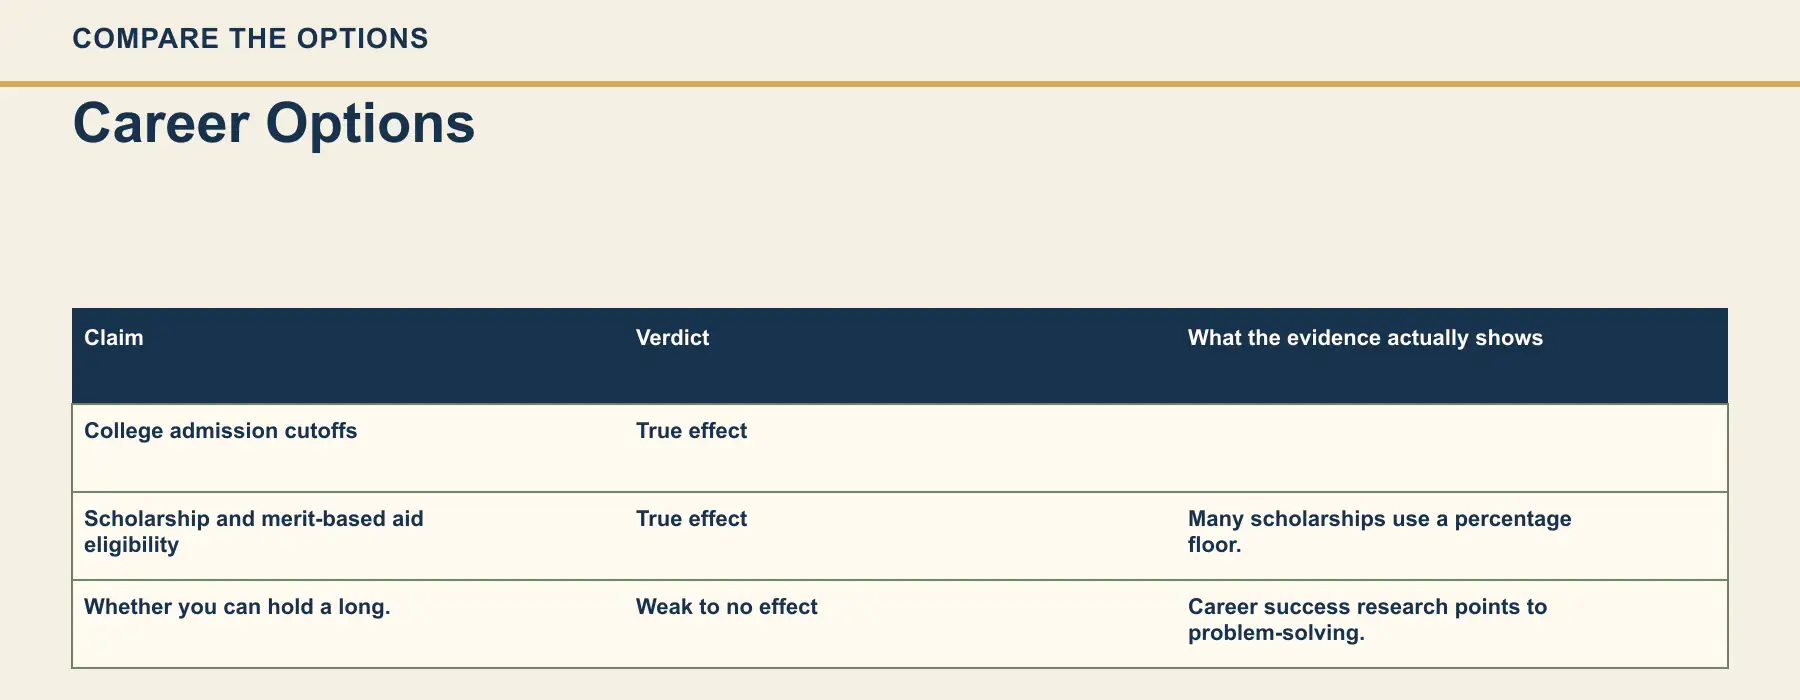 COMPARE THE OPTIONS
Career Options
Claim
Verdict
What the evidence actually shows
College admission cutoffs
True effect
Scholarship and merit-based aid
eligibility
True effect
Many scholarships use a percentage
floor.
Whether you can hold a long.
Weak to no effect
Career success research points to
problem-solving.